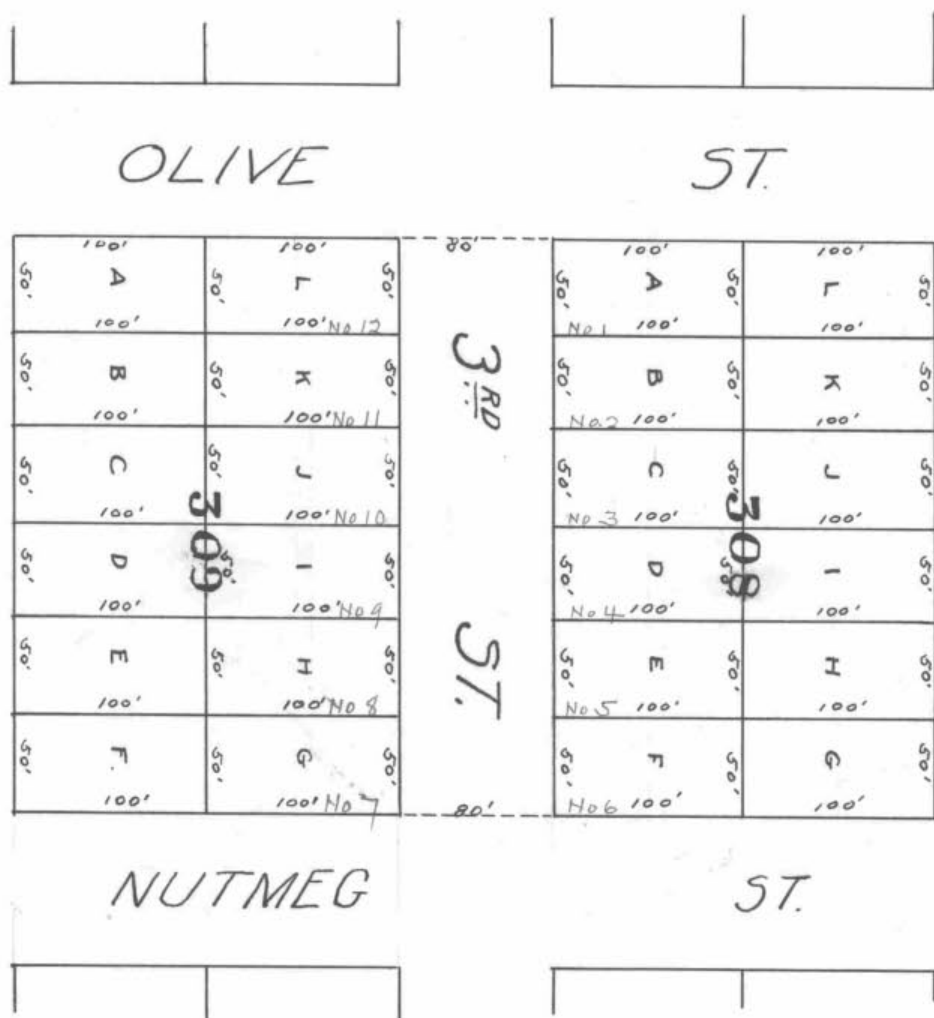 OLIVE ST.
100' 100' 80' 100' 100'
50' A 50' L 50' 50' A 50' L 50'
100' 100' No 12 No 1 100' 100'
50' B 50' K 50' 50' B 50' K 50'
100' 100' No 11 No 2 100' 100'
3RD ST.
50' C 50' J 50' 50' C 50' J 50'
100' 100' No 10 No 3 100' 100'
309 308
50' D 50' I 50' 50' D 50' I 50'
100' 100' No 9 No 4 100' 100'
50' E 50' H 50' 50' E 50' H 50'
100' 100' No 8 No 5 100' 100'
50' F. 50' G 50' 50' F 50' G 50'
100' 100' No 7 80' No 6 100' 100'
NUTMEG ST.